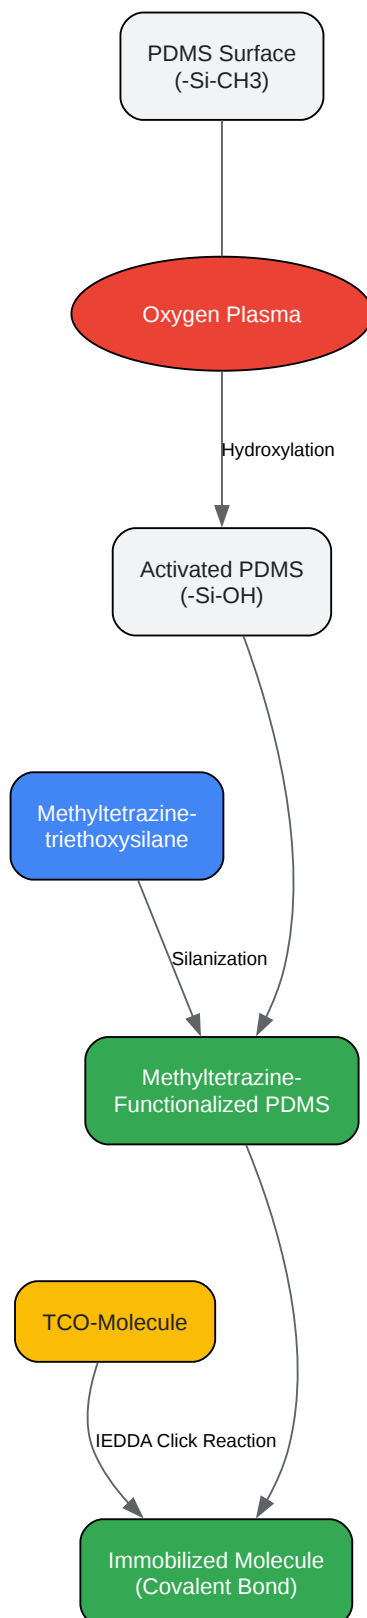 PDMS Surface
(-Si-CH3)
Oxygen Plasma
Hydroxylation
Activated PDMS
(-Si-OH)
Methyltetrazine-
triethoxysilane
Silanization
Methyltetrazine-
Functionalized PDMS
TCO-Molecule
IEDDA Click Reaction
Immobilized Molecule
(Covalent Bond)